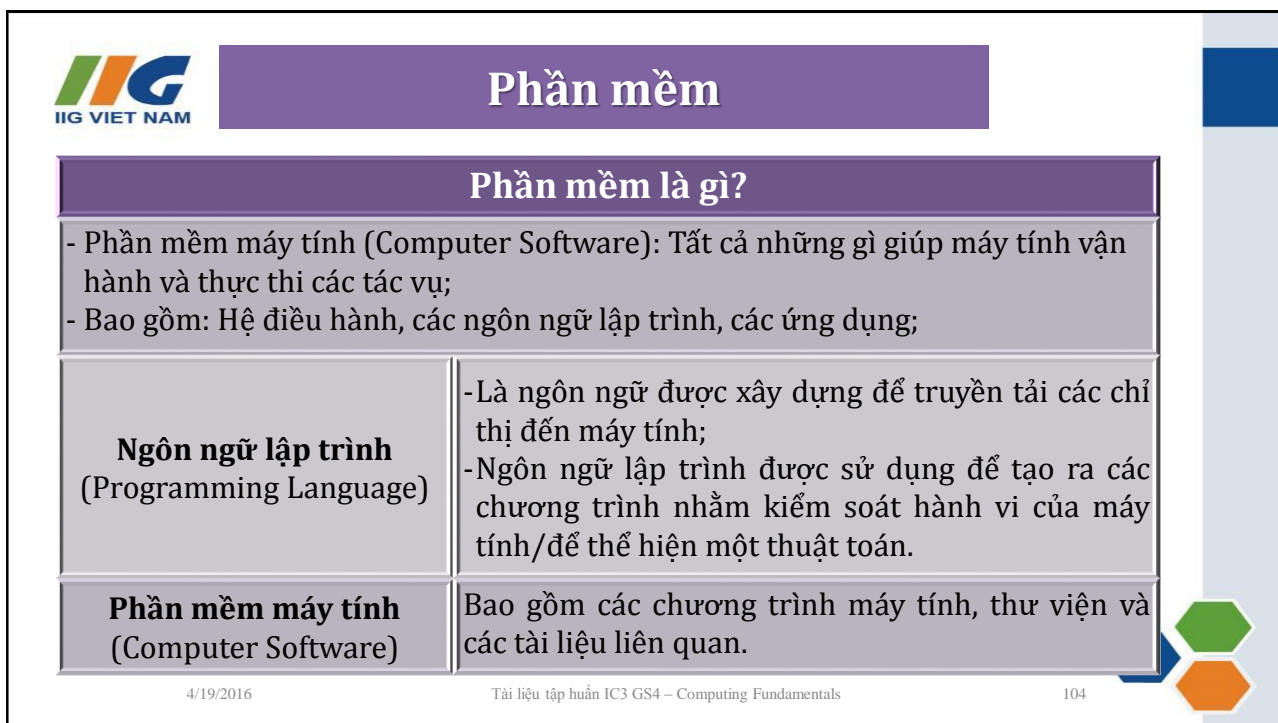 IIG VIET NAM
Phần mềm
Phần mềm là gì?
- Phần mềm máy tính (Computer Software): Tất cả những gì giúp máy tính vận
hành và thực thi các tác vụ;
- Bao gồm: Hệ điều hành, các ngôn ngữ lập trình, các ứng dụng;
Ngôn ngữ lập trình
(Programming Language)
-Là ngôn ngữ được xây dựng để truyền tải các chỉ
thị đến máy tính;
-Ngôn ngữ lập trình được sử dụng để tạo ra các
chương trình nhằm kiểm soát hành vi của máy
tính/để thể hiện một thuật toán.
Phần mềm máy tính
(Computer Software)
Bao gồm các chương trình máy tính, thư viện và
các tài liệu liên quan.
4/19/2016
Tài liệu tập huấn IC3 GS4 – Computing Fundamentals
104